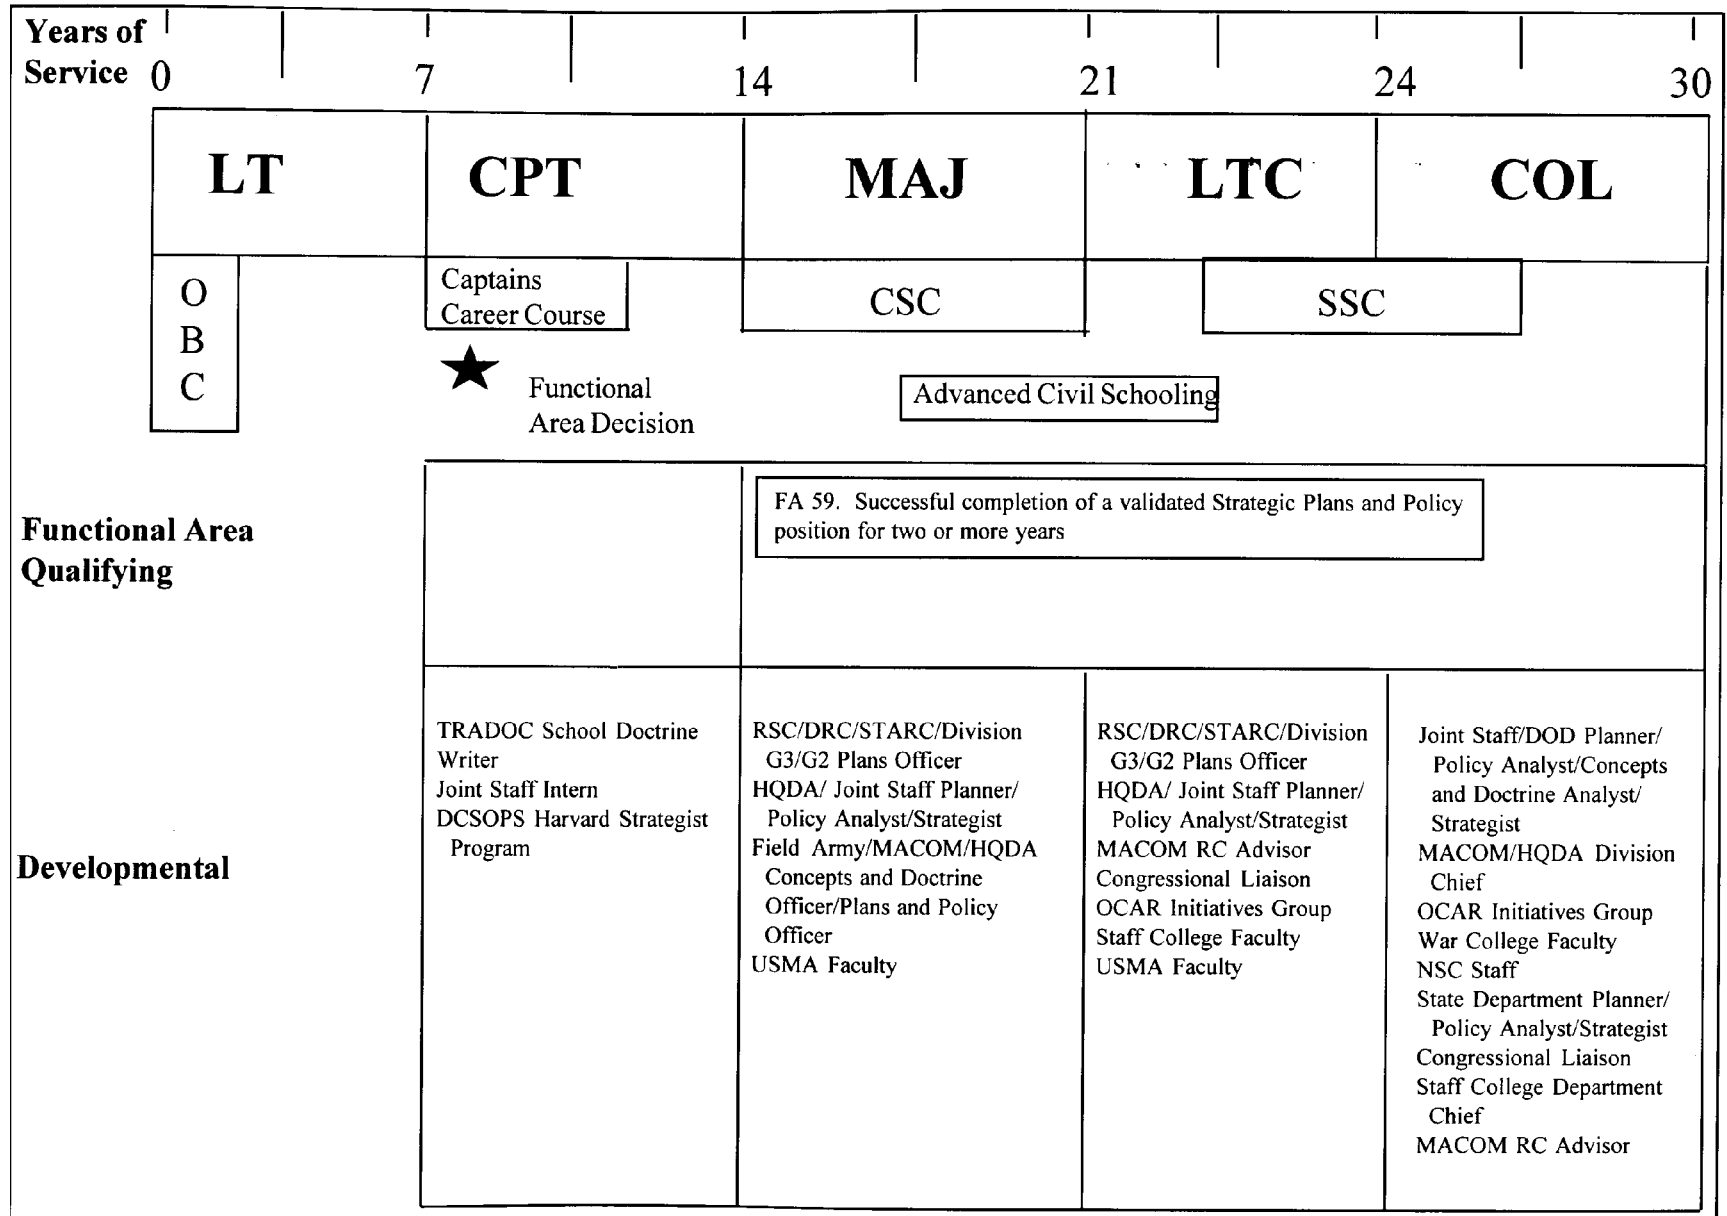 Years of
Service 0 7 14 21 24 30
LT CPT MAJ LTC COL
O
B
C
Captains
Career Course
CSC
SSC
Functional
Area Decision
Advanced Civil Schooling
Functional Area
Qualifying
FA 59. Successful completion of a validated Strategic Plans and Policy
position for two or more years
Developmental
TRADOC School Doctrine
Writer
Joint Staff Intern
DCSOPS Harvard Strategist
Program
RSC/DRC/STARC/Division
G3/G2 Plans Officer
HQDA/ Joint Staff Planner/
Policy Analyst/Strategist
Field Army/MACOM/HQDA
Concepts and Doctrine
Officer/Plans and Policy
Officer
USMA Faculty
RSC/DRC/STARC/Division
G3/G2 Plans Officer
HQDA/ Joint Staff Planner/
Policy Analyst/Strategist
MACOM RC Advisor
Congressional Liaison
OCAR Initiatives Group
Staff College Faculty
USMA Faculty
Joint Staff/DOD Planner/
Policy Analyst/Concepts
and Doctrine Analyst/
Strategist
MACOM/HQDA Division
Chief
OCAR Initiatives Group
War College Faculty
NSC Staff
State Department Planner/
Policy Analyst/Strategist
Congressional Liaison
Staff College Department
Chief
MACOM RC Advisor